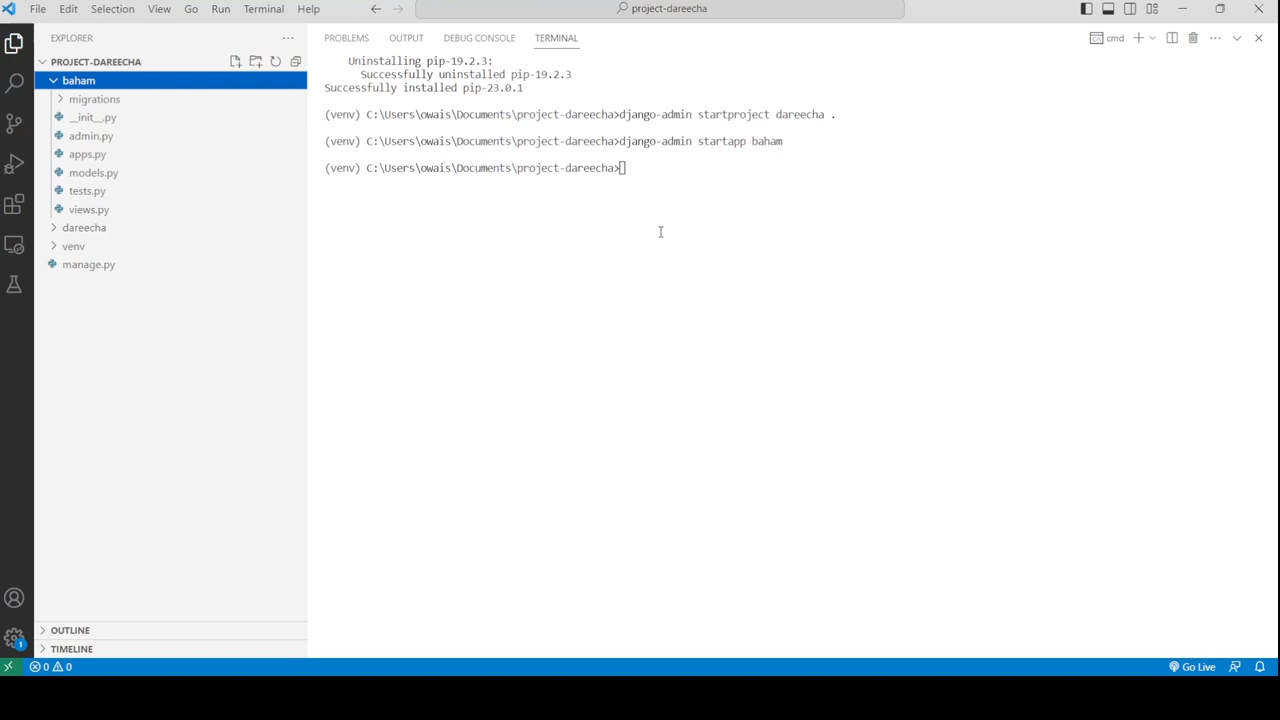 File Edit Selection View Go Run Terminal Help
project-dareecha
EXPLORER
PROJECT-DAREECHA
baham
migrations
__init__.py
admin.py
apps.py
models.py
tests.py
views.py
dareecha
venv
manage.py
OUTLINE
TIMELINE
PROBLEMS OUTPUT DEBUG CONSOLE TERMINAL
cmd
Uninstalling pip-19.2.3:
Successfully uninstalled pip-19.2.3
Successfully installed pip-23.0.1
(venv) C:\Users\owais\Documents\project-dareecha>django-admin startproject dareecha .
(venv) C:\Users\owais\Documents\project-dareecha>django-admin startapp baham
(venv) C:\Users\owais\Documents\project-dareecha>
1
0 0
Go Live